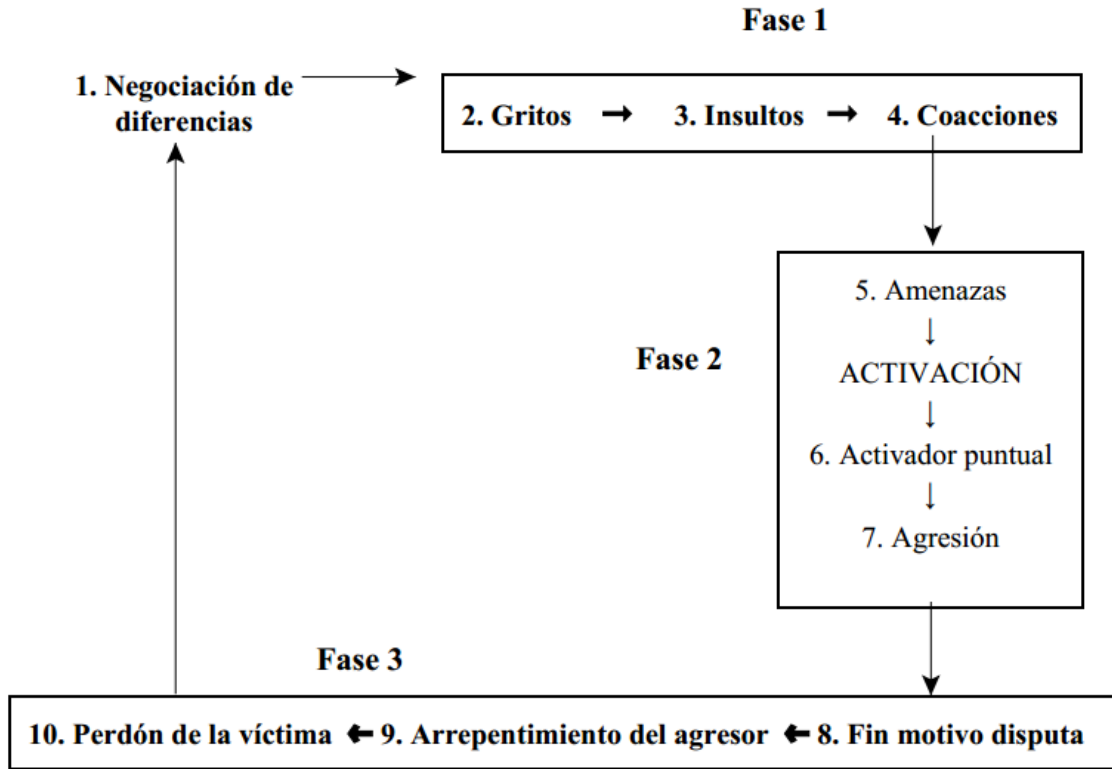 Fase 1
1. Negociación de
diferencias
2. Gritos → 3. Insultos → 4. Coacciones
Fase 2
5. Amenazas
↓
ACTIVACIÓN
↓
6. Activador puntual
↓
7. Agresión
Fase 3
10. Perdón de la víctima ← 9. Arrepentimiento del agresor ← 8. Fin motivo disputa